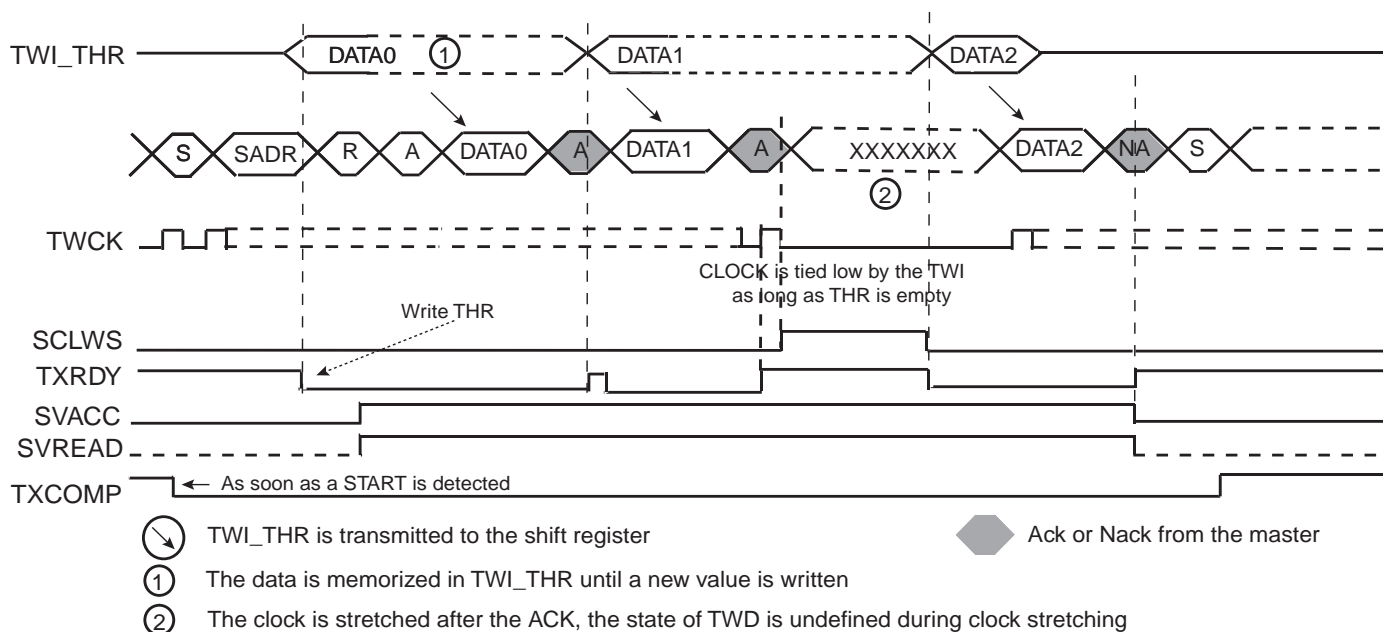 TWI_THR DATA0 1 DATA1 DATA2
S SADR R A DATA0 A DATA1 A XXXXXXX DATA2 NA S
2
TWCK
CLOCK is tied low by the TWI
as long as THR is empty
Write THR
SCLWS
TXRDY
SVACC
SVREAD
TXCOMP As soon as a START is detected
TWI_THR is transmitted to the shift register Ack or Nack from the master
1 The data is memorized in TWI_THR until a new value is written
2 The clock is stretched after the ACK, the state of TWD is undefined during clock stretching